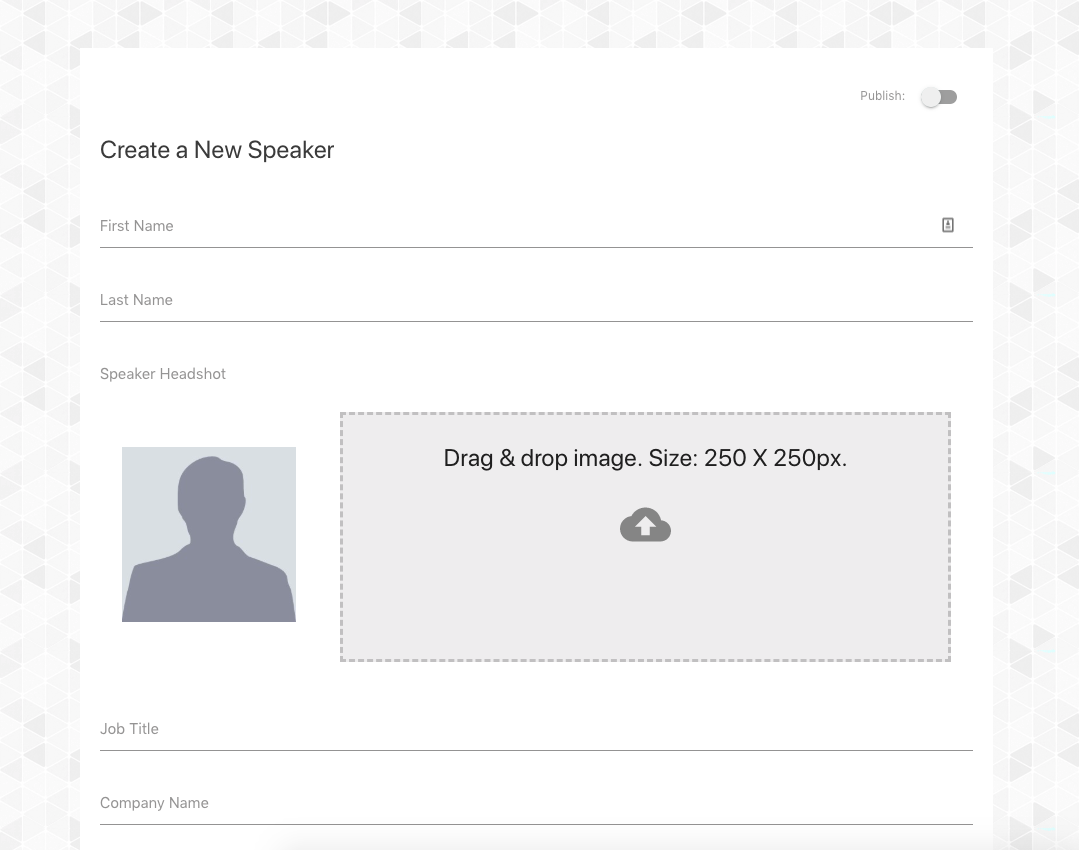 Publish:
Create a New Speaker
First Name
Last Name
Speaker Headshot
Drag & drop image. Size: 250 X 250px.
Job Title
Company Name